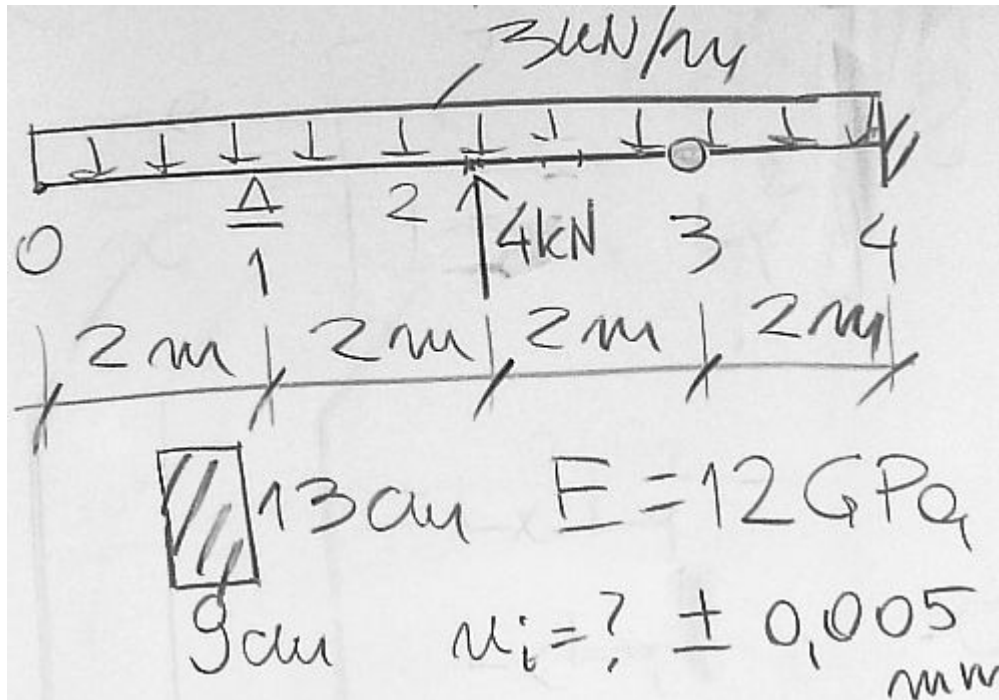 3kN/m
2 4kN 3 4
0 1
2m 2m 2m 2m
13cm E=12GPa
9cm ui=? ± 0,005
mm